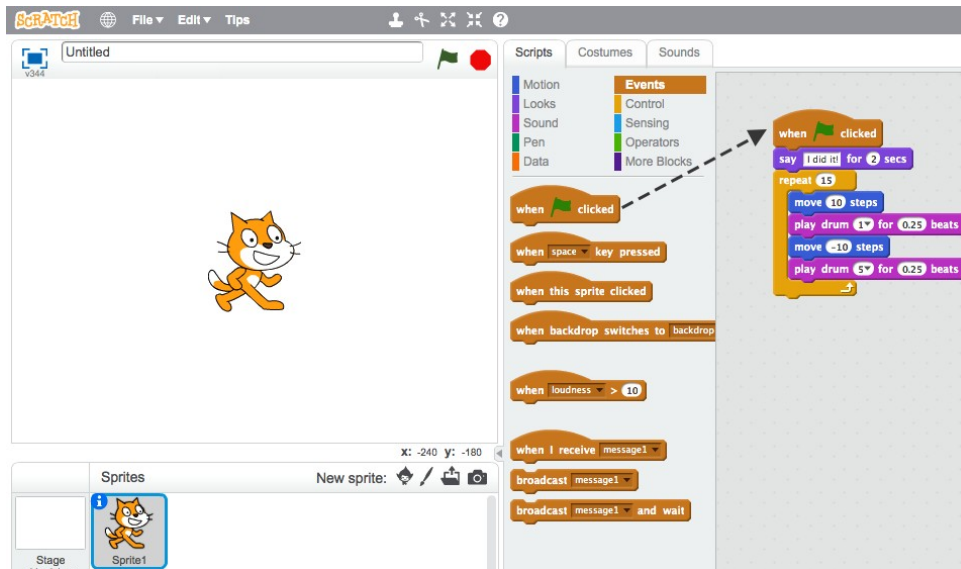 SCRATCH File Edit Tips
v344
Untitled
Scripts Costumes Sounds
Motion Events
Looks Control
Sound Sensing
Pen Operators
Data More Blocks
when clicked
when space key pressed
when this sprite clicked
when backdrop switches to backdrop
when loudness > 10
when I receive message1
broadcast message1
broadcast message1 and wait
when clicked
say I did it! for 2 secs
repeat 15
move 10 steps
play drum 1 for 0.25 beats
move -10 steps
play drum 5 for 0.25 beats
X: -240 y: -180
Sprites New sprite:
Stage
Sprite1